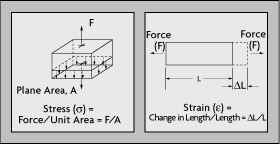 F
Plane Area, A
Stress (σ) =
Force/Unit Area = F/A
Force
(F)
Force
(F)
L
ΔL
Strain (ε) =
Change in Length/Length = ΔL/L